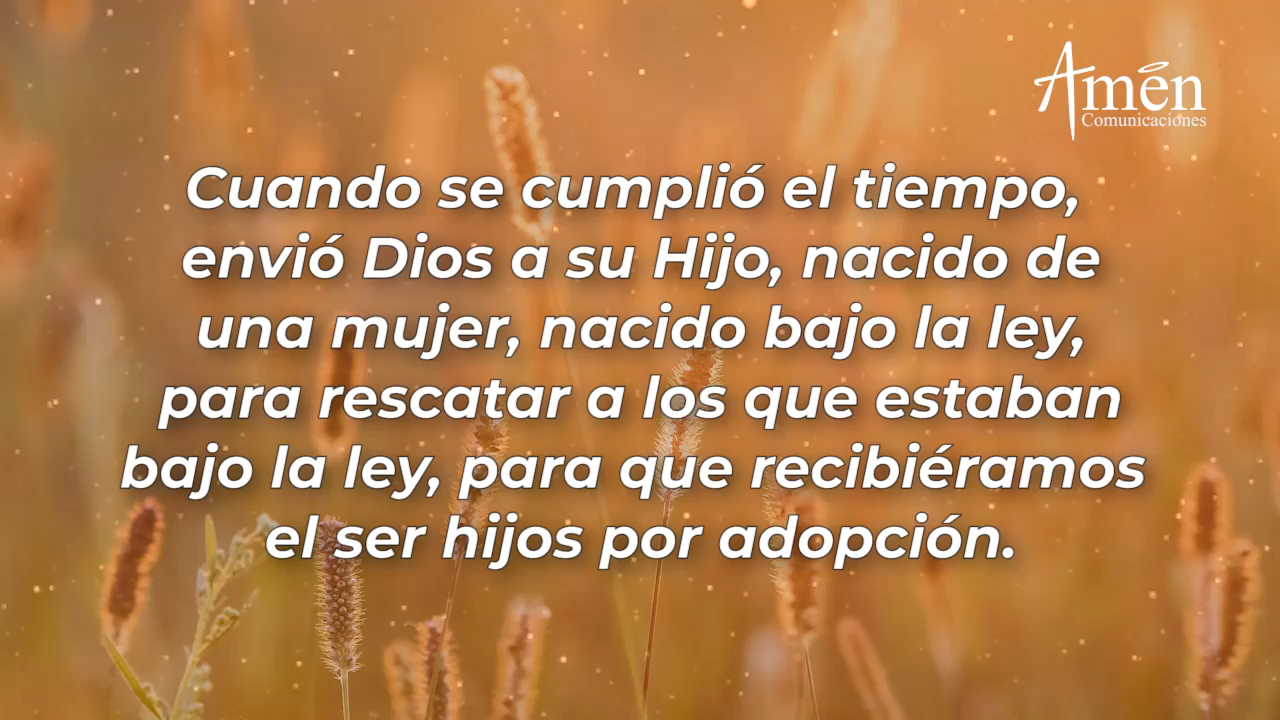 Amén
Comunicaciones
Cuando se cumplió el tiempo,
envió Dios a su Hijo, nacido de
una mujer, nacido bajo la ley,
para rescatar a los que estaban
bajo la ley, para que recibiéramos
el ser hijos por adopción.